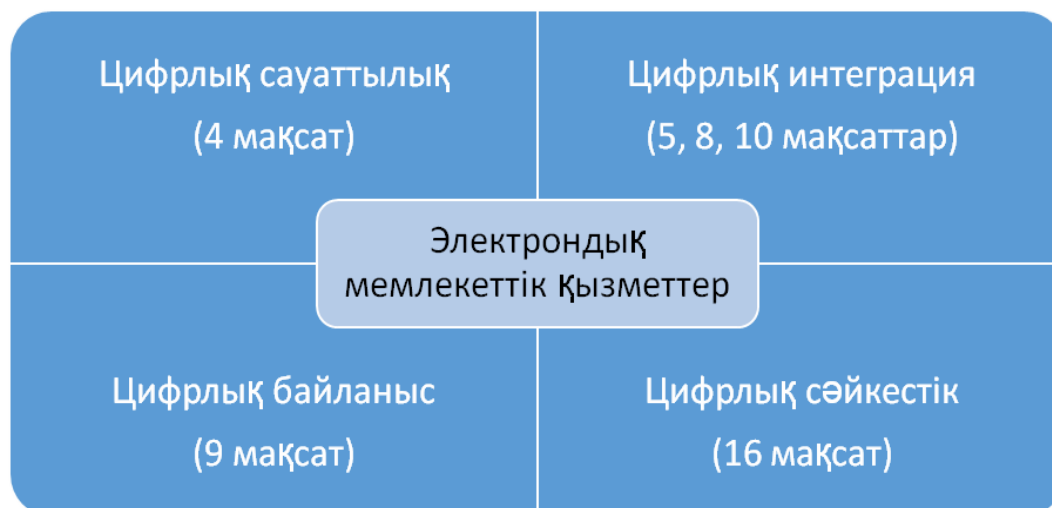 Цифрлық сауаттылық
(4 мақсат)
Цифрлық интеграция
(5, 8, 10 мақсаттар)
Электрондық
мемлекеттік қызметтер
Цифрлық байланыс
(9 мақсат)
Цифрлық сәйкестік
(16 мақсат)